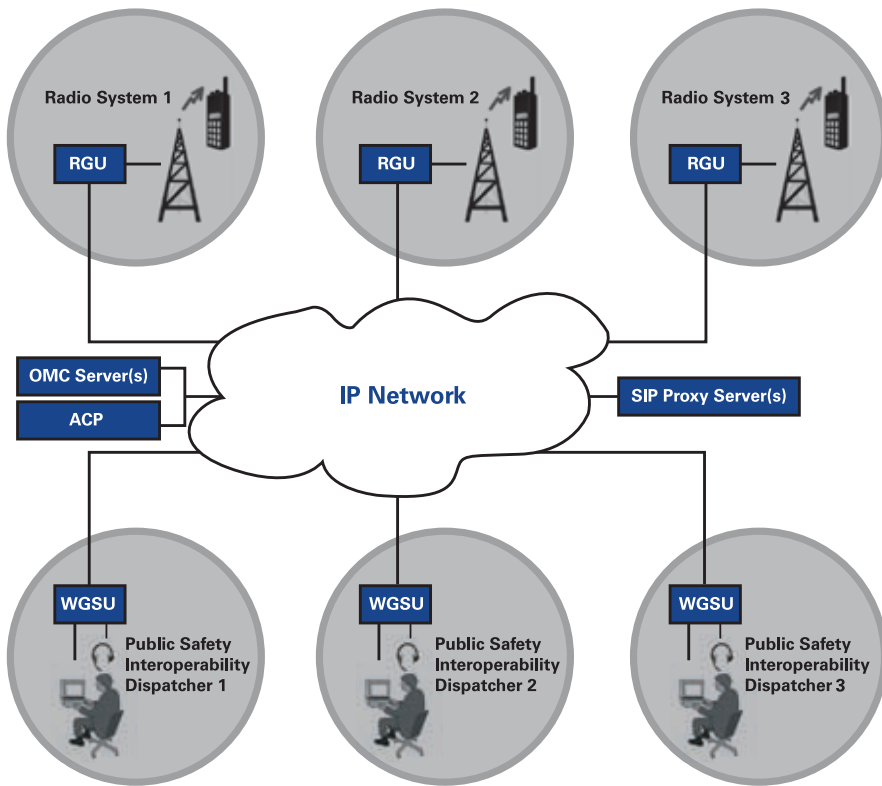 Radio System 1
RGU
Radio System 2
RGU
Radio System 3
RGU
OMC Server(s)
ACP
IP Network
SIP Proxy Server(s)
WGSU
Public Safety
Interoperability
Dispatcher 1
WGSU
Public Safety
Interoperability
Dispatcher 2
WGSU
Public Safety
Interoperability
Dispatcher 3